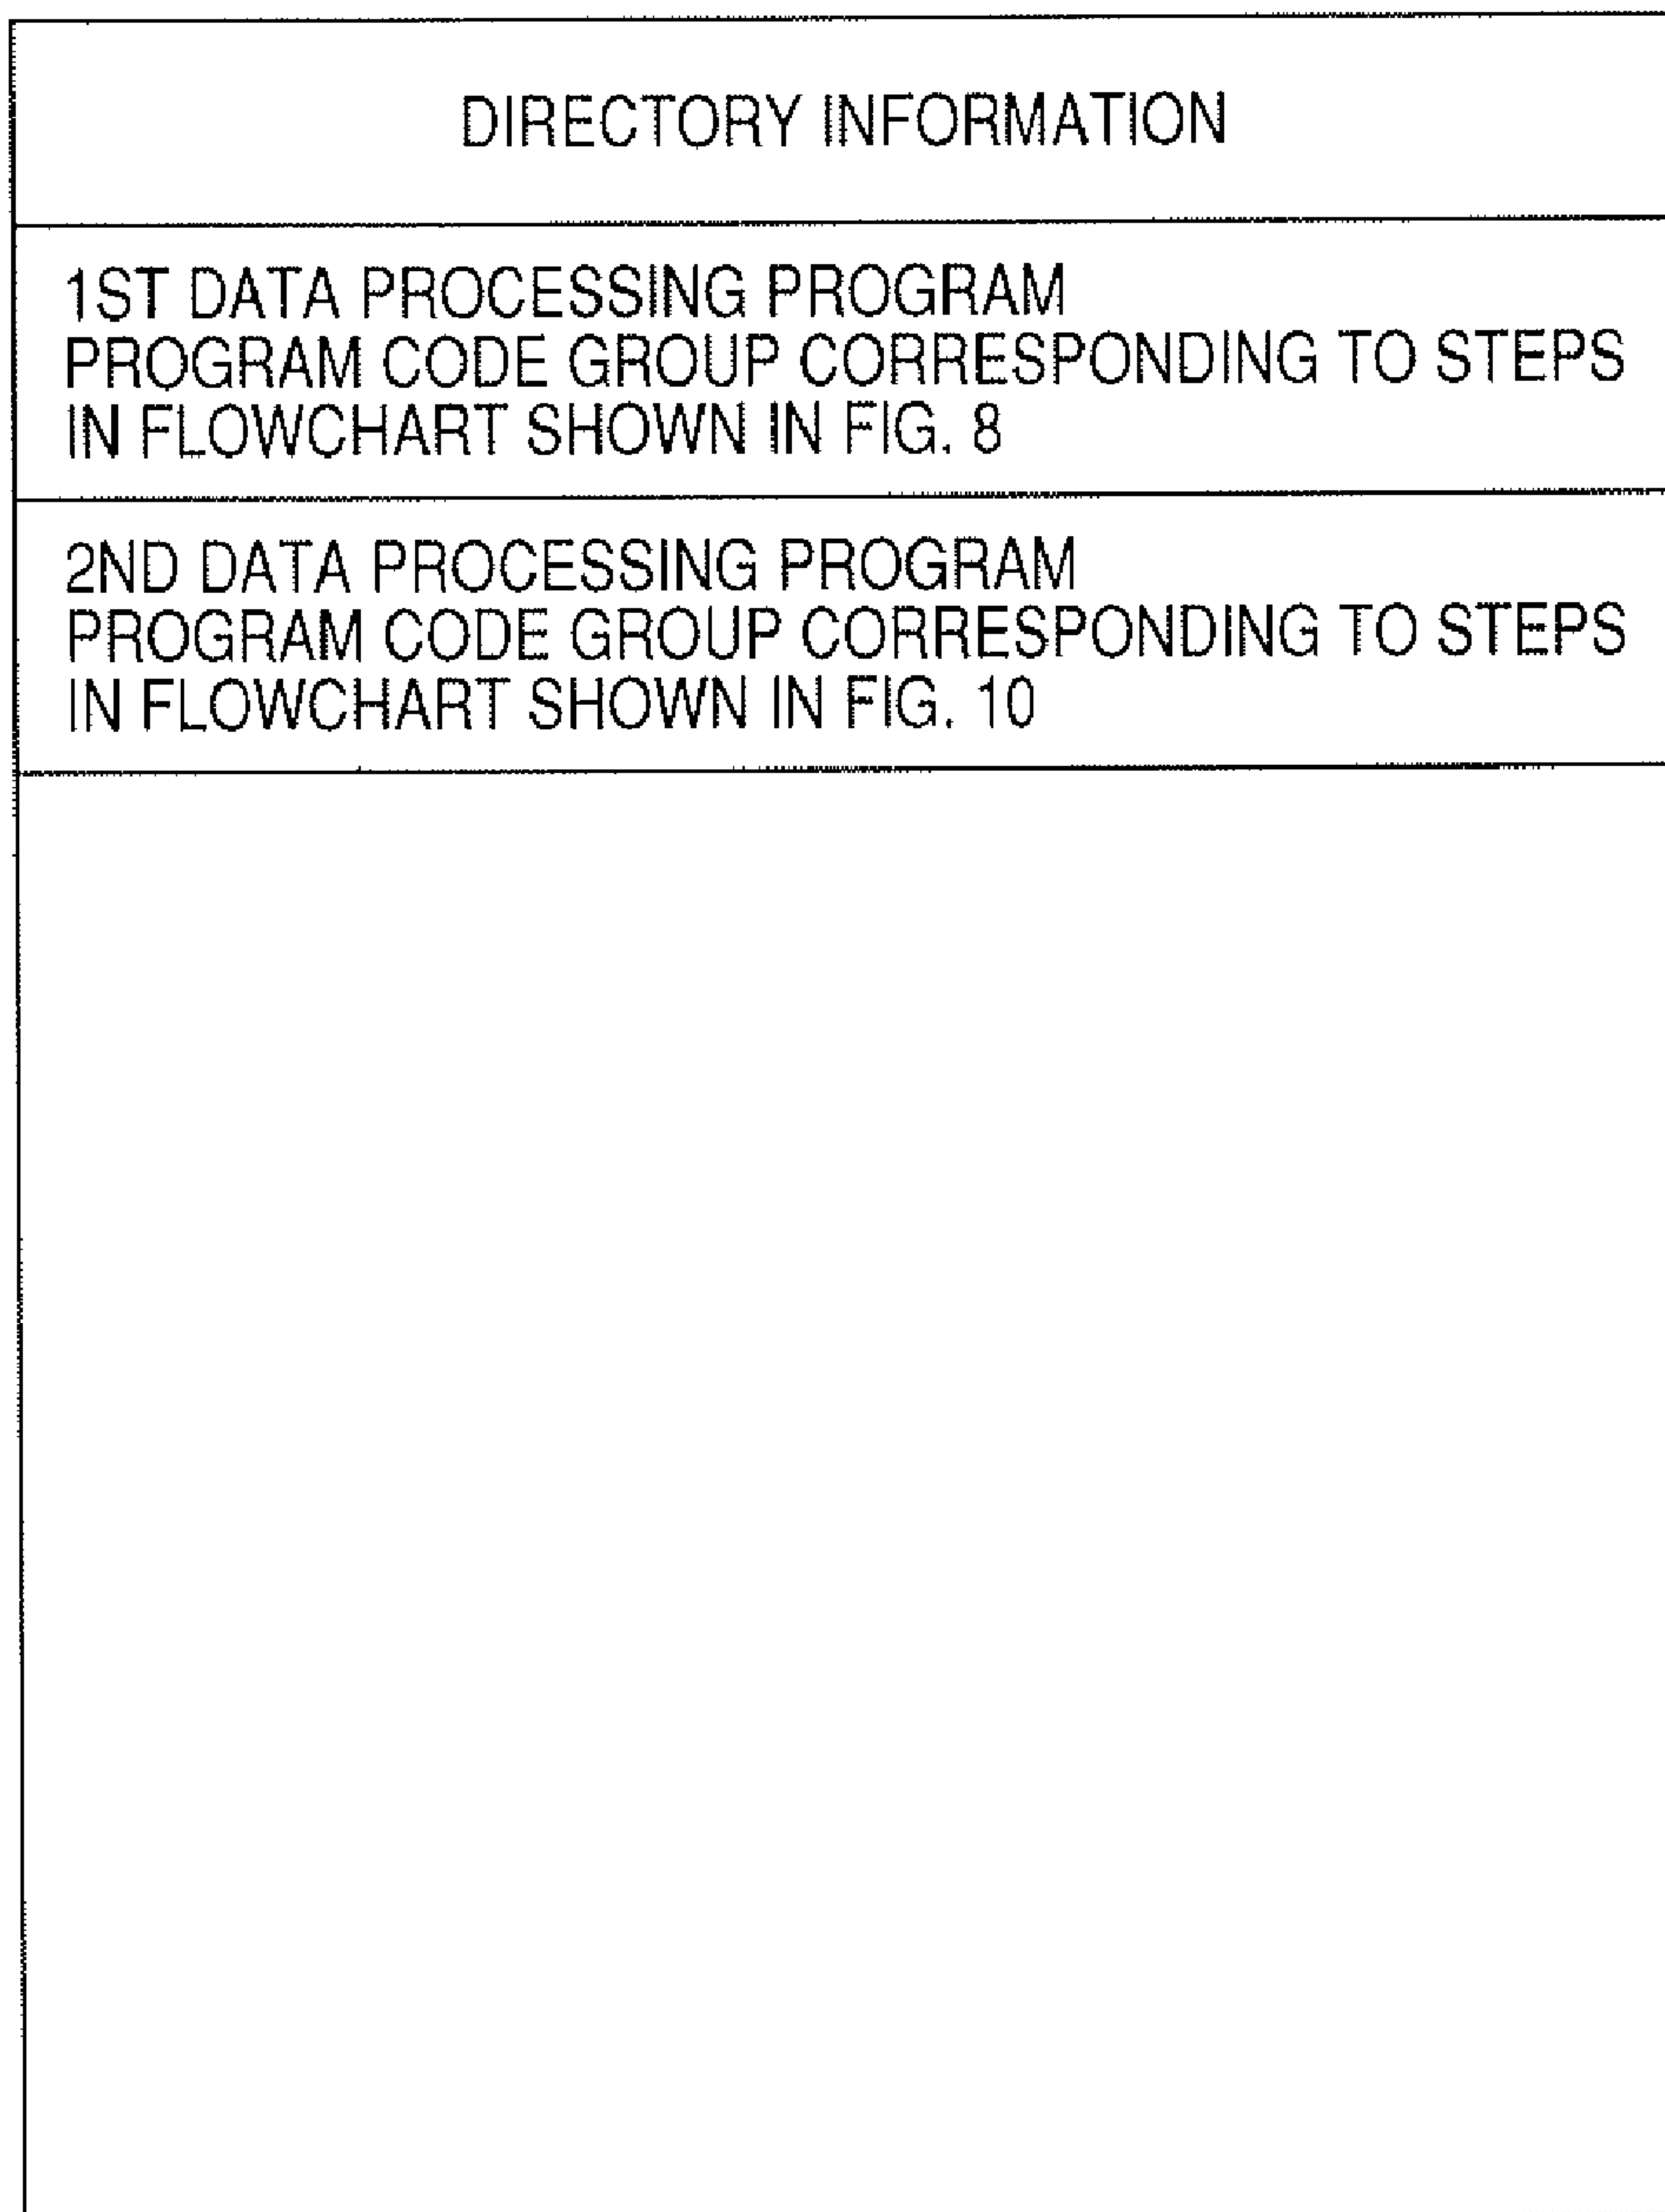 DIRECTORY INFORMATION
1ST DATA PROCESSING PROGRAM
PROGRAM CODE GROUP CORRESPONDING TO STEPS
IN FLOWCHART SHOWN IN FIG. 8
2ND DATA PROCESSING PROGRAM
PROGRAM CODE GROUP CORRESPONDING TO STEPS
IN FLOWCHART SHOWN IN FIG. 10